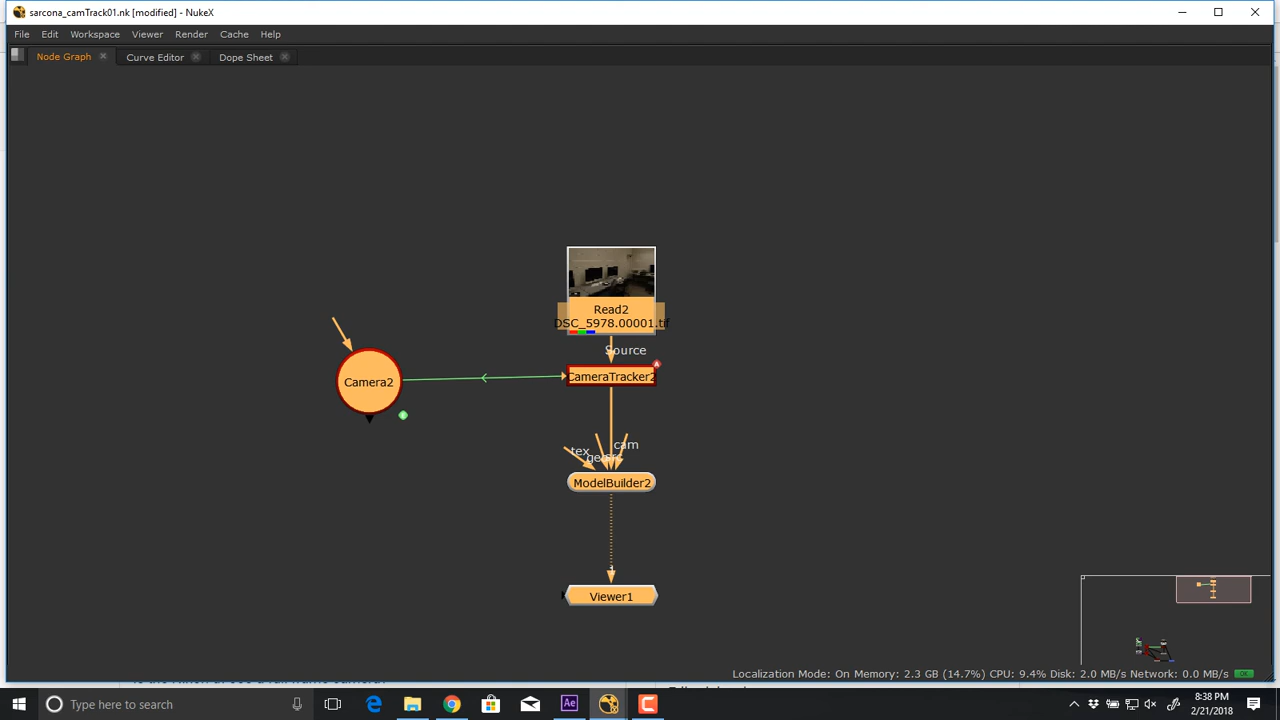 sarcona_camTrack01.nk [modified] - NukeX
File Edit Workspace Viewer Render Cache Help
Node Graph Curve Editor Dope Sheet
Read2
DSC_5978.00001.tif
Source
Camera2
CameraTracker2
cam
tex
ModelBuilder2
Viewer1
Localization Mode: On Memory: 2.3 GB (14.7%) CPU: 9.4% Disk: 2.0 MB/s Network: 0.0 MB/s
Type here to search
Ae
8:38 PM
2/21/2018